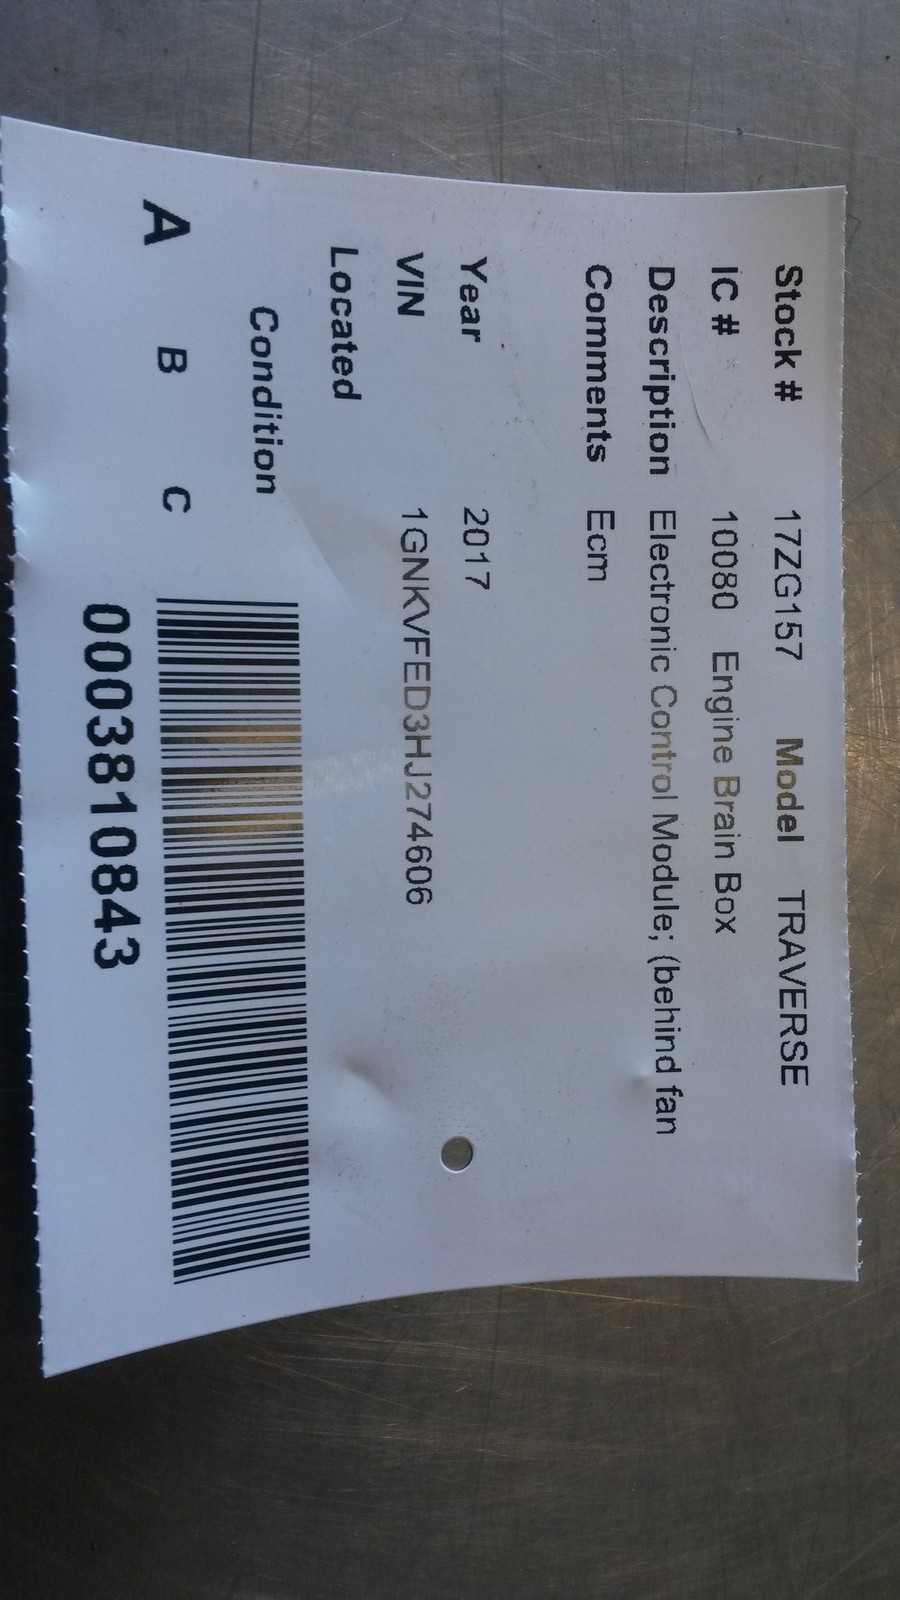 Stock # 17ZG157 Model TRAVERSE
IC # 10080 Engine Brain Box
Description Electronic Control Module; (behind fan
Comments Ecm
Year 2017
VIN 1GNKVFED3HJ274606
Located
Condition
A B C
0003810843